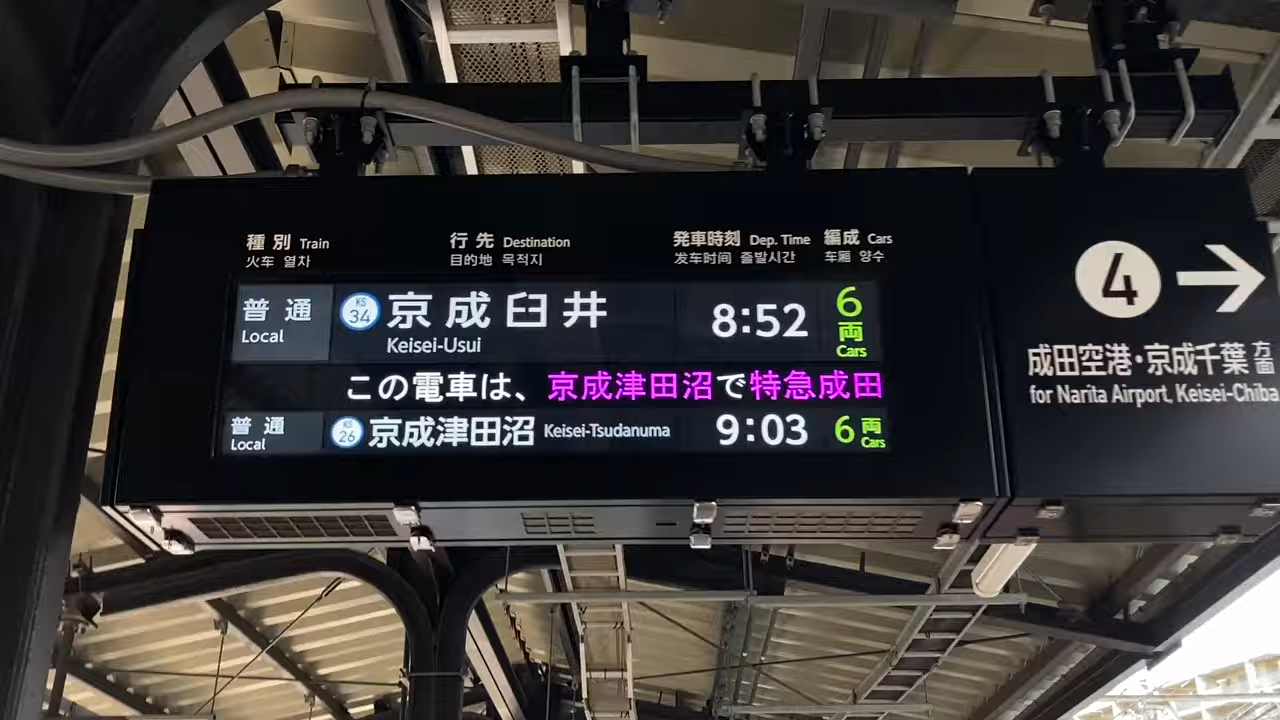 種別 Train 行先 Destination 発車時刻 Dep. Time 編成 Cars
火车 열차 目的地 목적지 发车时间 출발시간 车厢 량수
普通 Local KS 34 京成臼井 Keisei-Usui 8:52 6両 Cars
この電車は、京成津田沼で特急成田
普通 Local KS 26 京成津田沼 Keisei-Tsudanuma 9:03 6両 Cars
4 →
成田空港・京成千葉方面
for Narita Airport, Keisei-Chiba